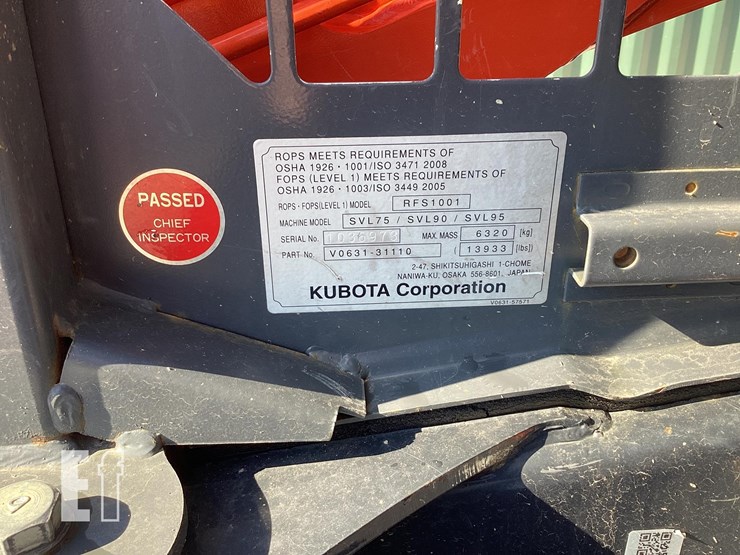 ROPS MEETS REQUIREMENTS OF
OSHA 1926・1001/ISO 3471 2008
FOPS (LEVEL 1) MEETS REQUIREMENTS OF
OSHA 1926・1003/ISO 3449 2005
ROPS・FOPS(LEVEL 1) MODEL RFS1001
MACHINE MODEL SVL75 / SVL90 / SVL95
SERIAL No. MAX. MASS 6320 [kg]
PART No. V0631-31110 ( 13933 [lbs])
2-47, SHIKITSUHIGASHI 1-CHOME
NANIWA-KU, OSAKA 556-8601, JAPAN
KUBOTA Corporation
V0631-57871
PASSED
CHIEF
INSPECTOR
3
9